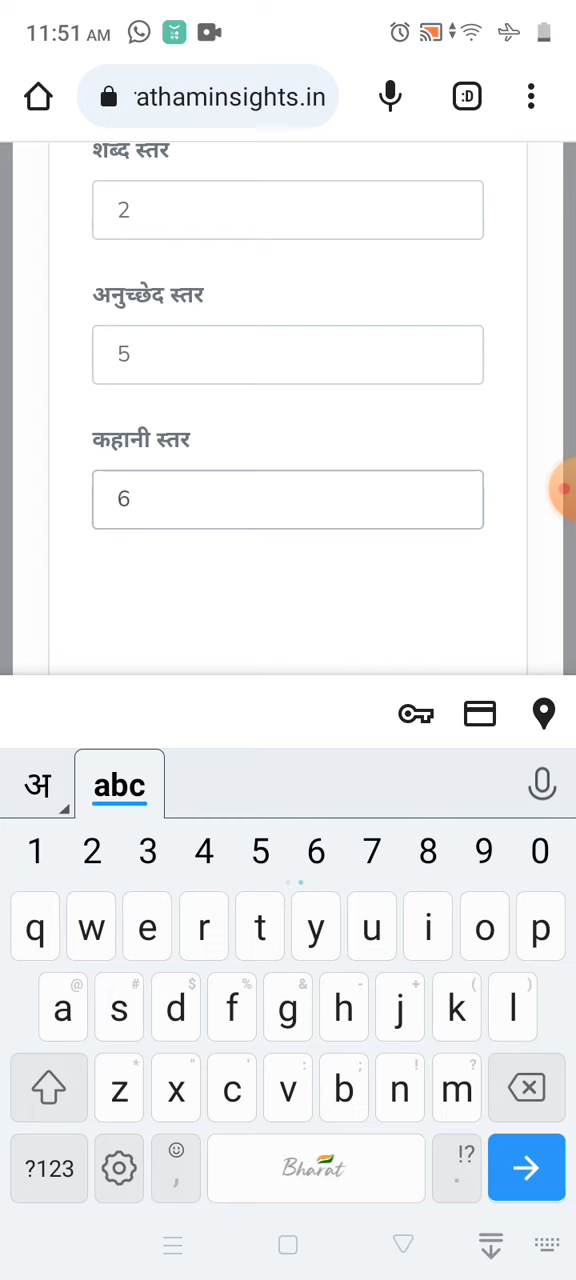 11:51 AM
:D
athaminsights.in
शब्द स्तर
2
अनुच्छेद स्तर
5
कहानी स्तर
6
अ abc
1 2 3 4 5 6 7 8 9 0
q w e r t y u i o p
@ # $ % & - + ( )
a s d f g h j k l
* " ' : ; ! ?
z x c v b n m
?123 , Bharat !? .